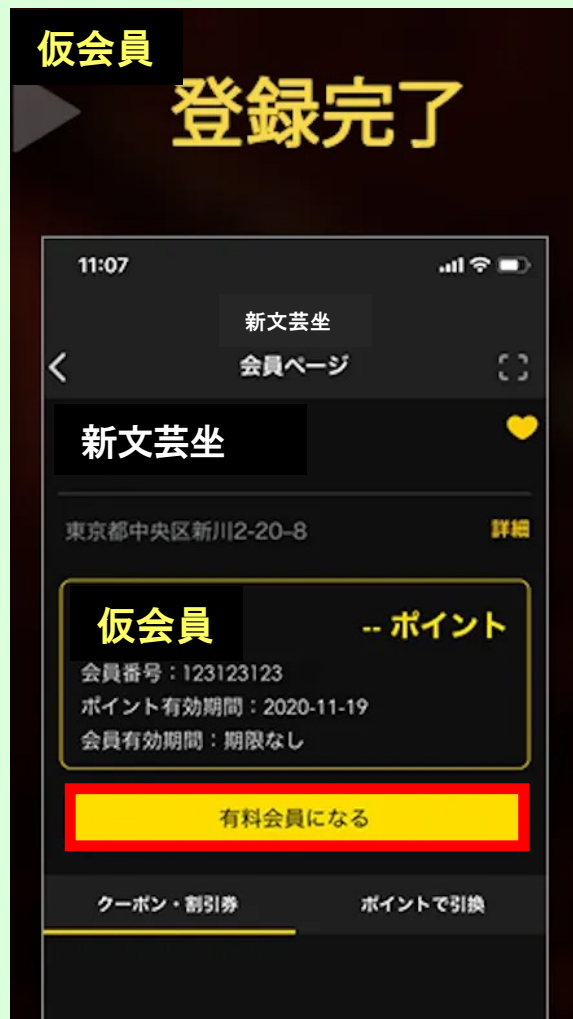 仮会員
登録完了
11:07
新文芸坐
会員ページ
新文芸坐
東京都中央区新川2-20-8 詳細
仮会員 -- ポイント
会員番号：123123123
ポイント有効期間：2020-11-19
会員有効期間：期限なし
有料会員になる
クーポン・割引券 ポイントで引換